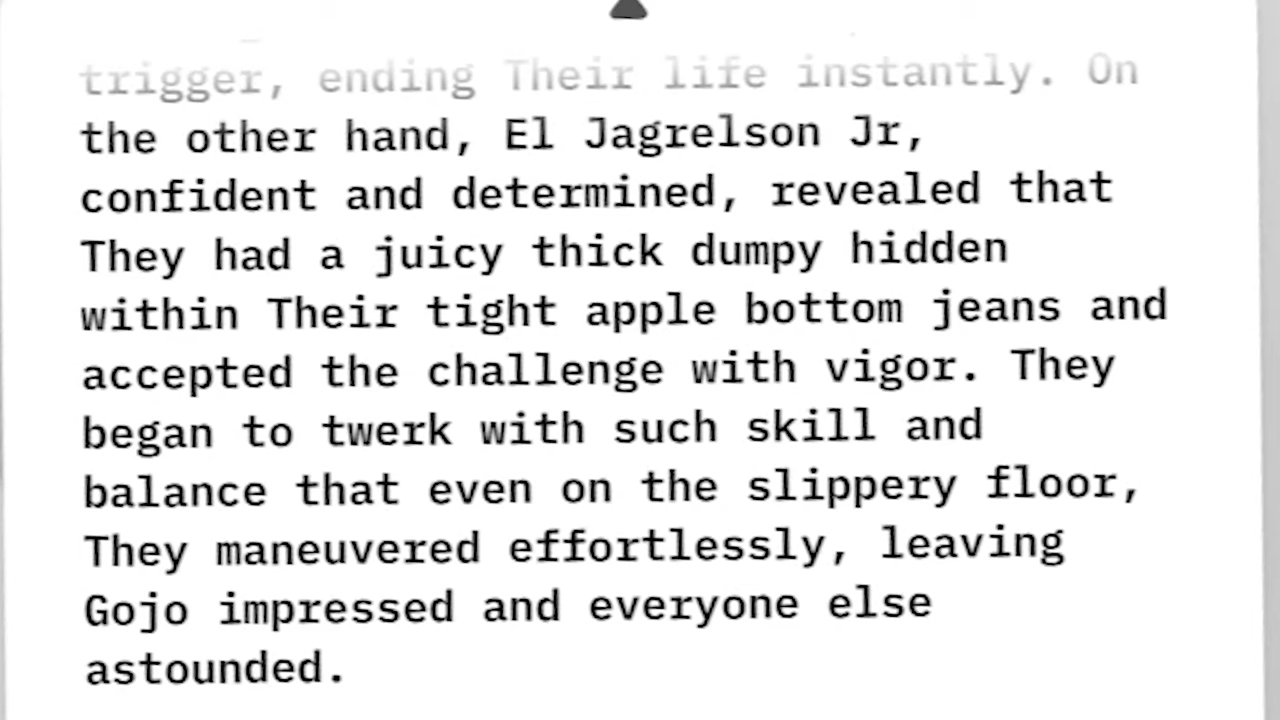 trigger, ending Their life instantly. On
the other hand, El Jagrelson Jr,
confident and determined, revealed that
They had a juicy thick dumpy hidden
within Their tight apple bottom jeans and
accepted the challenge with vigor. They
began to twerk with such skill and
balance that even on the slippery floor,
They maneuvered effortlessly, leaving
Gojo impressed and everyone else
astounded.